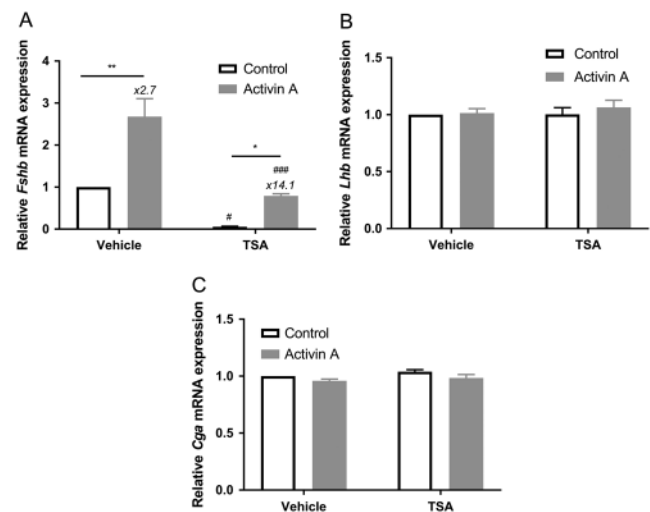 A
Relative Fshb mRNA expression
4
3
2
1
0
Control
Activin A
**
x2.7
*
###
x14.1
#
Vehicle
TSA
B
Relative Lhb mRNA expression
1.5
1.0
0.5
0.0
Control
Activin A
Vehicle
TSA
C
Relative Cga mRNA expression
1.5
1.0
0.5
0.0
Control
Activin A
Vehicle
TSA